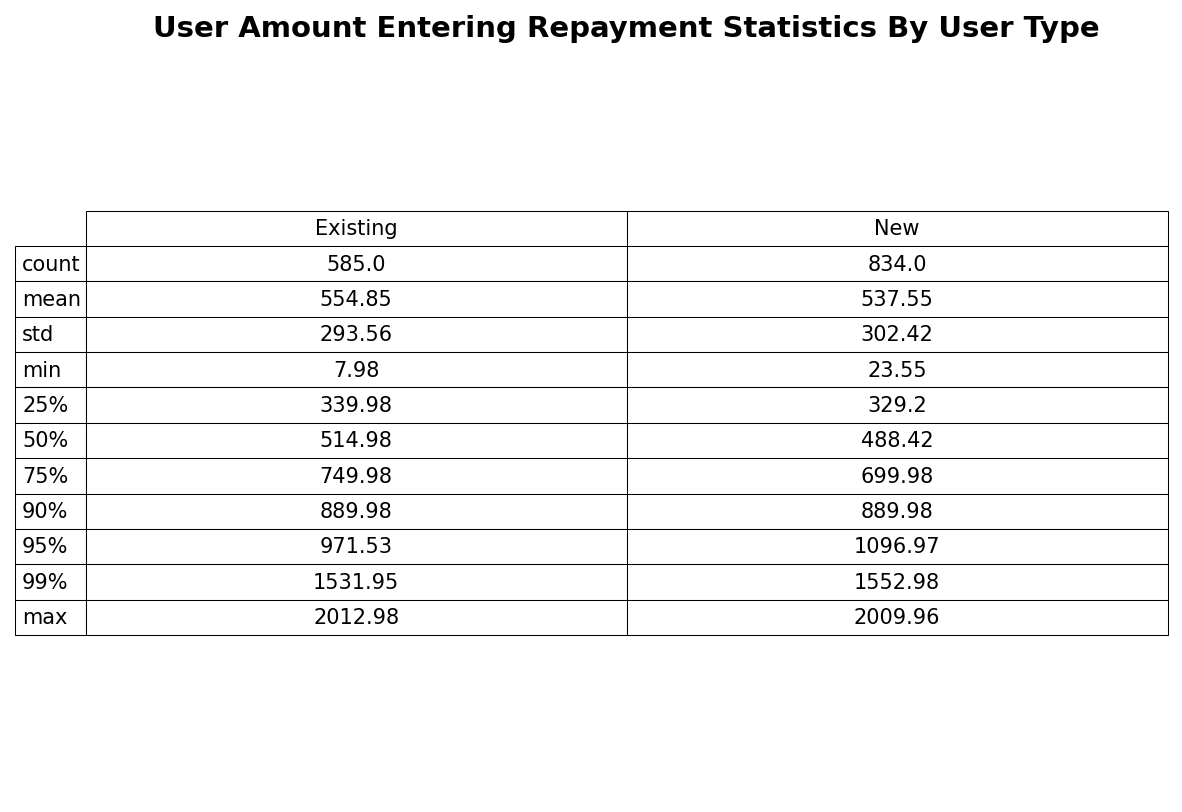 User Amount Entering Repayment Statistics By User Type
Existing New
count 585.0 834.0
mean 554.85 537.55
std 293.56 302.42
min 7.98 23.55
25% 339.98 329.2
50% 514.98 488.42
75% 749.98 699.98
90% 889.98 889.98
95% 971.53 1096.97
99% 1531.95 1552.98
max 2012.98 2009.96